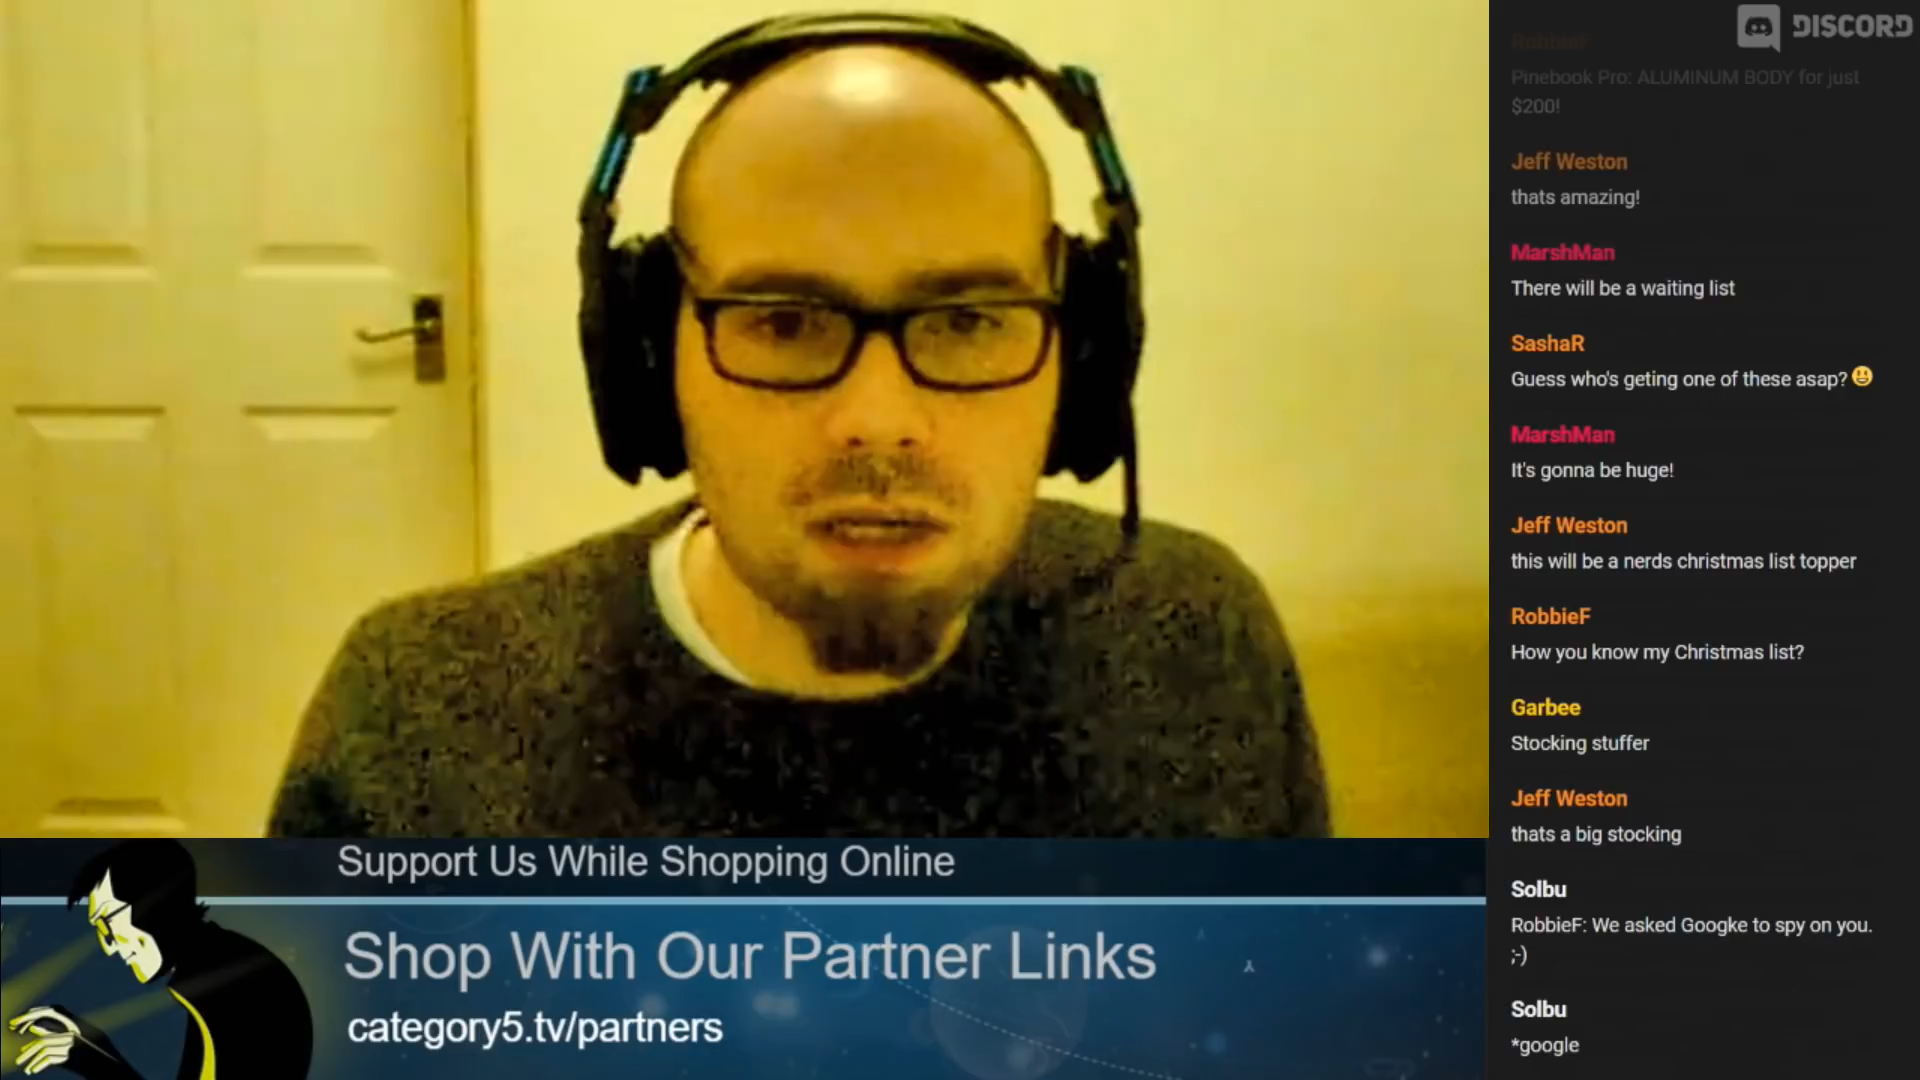 DISCORD
RobbieF
Pinebook Pro: ALUMINUM BODY for just
$200!
Jeff Weston
thats amazing!
MarshMan
There will be a waiting list
SashaR
Guess who's geting one of these asap? 😃
MarshMan
It's gonna be huge!
Jeff Weston
this will be a nerds christmas list topper
RobbieF
How you know my Christmas list?
Garbee
Stocking stuffer
Jeff Weston
thats a big stocking
Solbu
RobbieF: We asked Googke to spy on you.
;-)
Solbu
*google
Support Us While Shopping Online
Shop With Our Partner Links
category5.tv/partners